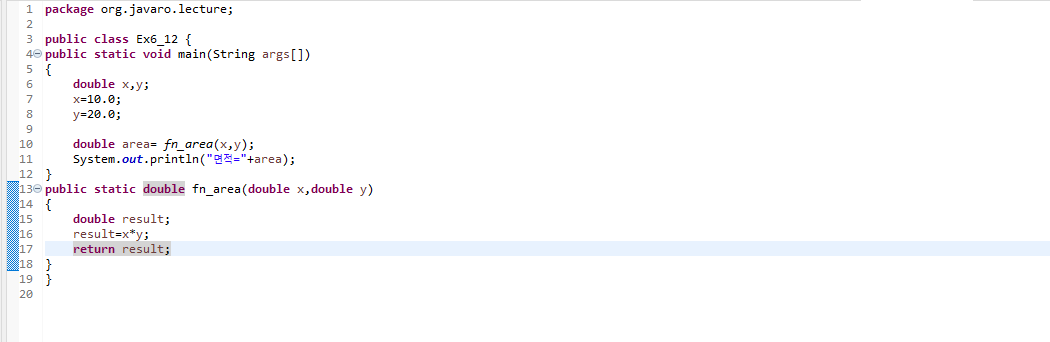 1 package org.javaro.lecture;
2
3 public class Ex6_12 {
4 public static void main(String args[])
5 {
6     double x,y;
7     x=10.0;
8     y=20.0;
9
10     double area= fn_area(x,y);
11     System.out.println("면적="+area);
12 }
13 public static double fn_area(double x,double y)
14 {
15     double result;
16     result=x*y;
17     return result;
18 }
19 }
20